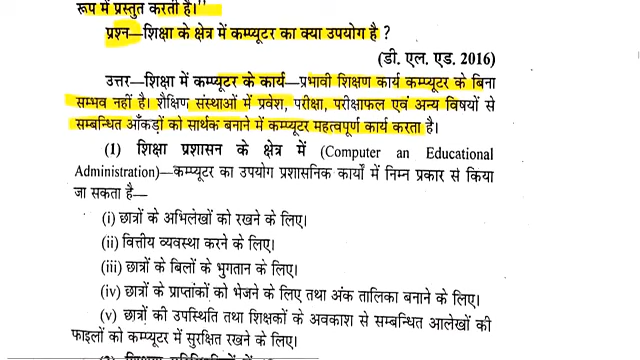 रूप में प्रस्तुत करती है।"
प्रश्न—शिक्षा के क्षेत्र में कम्प्यूटर का क्या उपयोग है ?
(डी. एल. एड. 2016)
उत्तर—शिक्षा में कम्प्यूटर के कार्य—प्रभावी शिक्षण कार्य कम्प्यूटर के बिना
सम्भव नहीं है। शैक्षिण संस्थाओं में प्रवेश, परीक्षा, परीक्षाफल एवं अन्य विषयों से
सम्बन्धित आँकड़ों को सार्थक बनाने में कम्प्यूटर महत्वपूर्ण कार्य करता है।
(1) शिक्षा प्रशासन के क्षेत्र में (Computer an Educational
Administration)—कम्प्यूटर का उपयोग प्रशासनिक कार्यों में निम्न प्रकार से किया
जा सकता है—
(i) छात्रों के अभिलेखों को रखने के लिए।
(ii) वित्तीय व्यवस्था करने के लिए।
(iii) छात्रों के बिलों के भुगतान के लिए।
(iv) छात्रों के प्राप्तांकों को भेजने के लिए तथा अंक तालिका बनाने के लिए।
(v) छात्रों की उपस्थिति तथा शिक्षकों के अवकाश से सम्बन्धित आलेखों की
फाइलों को कम्प्यूटर में सुरक्षित रखने के लिए।